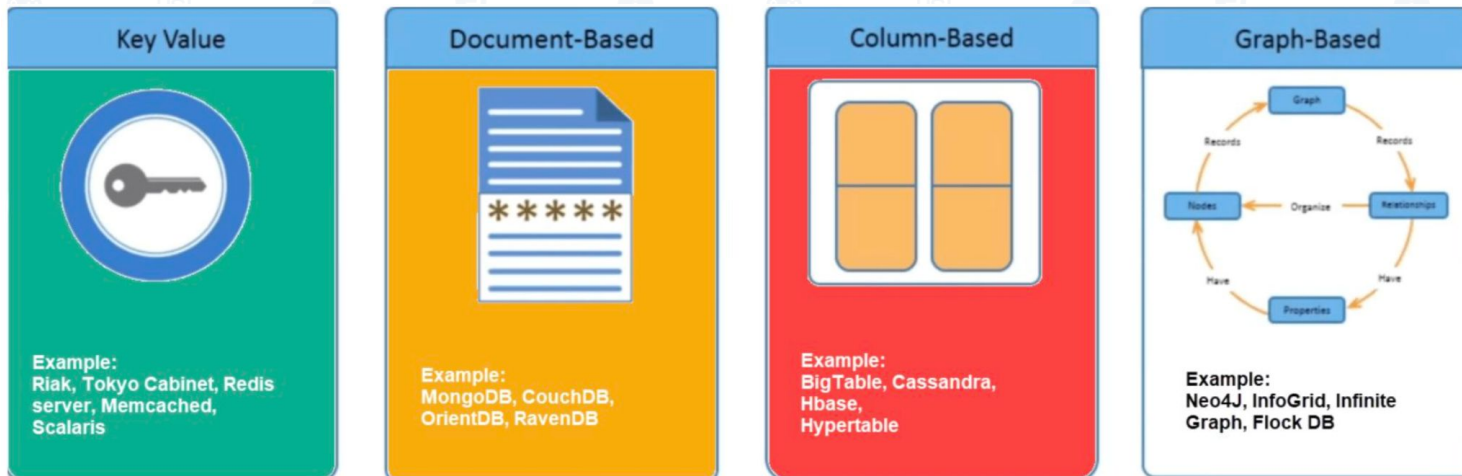 Key Value
Example:
Riak, Tokyo Cabinet, Redis
server, Memcached,
Scalaris
Document-Based
*****
Example:
MongoDB, CouchDB,
OrientDB, RavenDB
Column-Based
Example:
BigTable, Cassandra,
Hbase,
Hypertable
Graph-Based
Graph
Records
Records
Nodes
Organize
Relationships
Have
Have
Properties
Example:
Neo4J, InfoGrid, Infinite
Graph, Flock DB